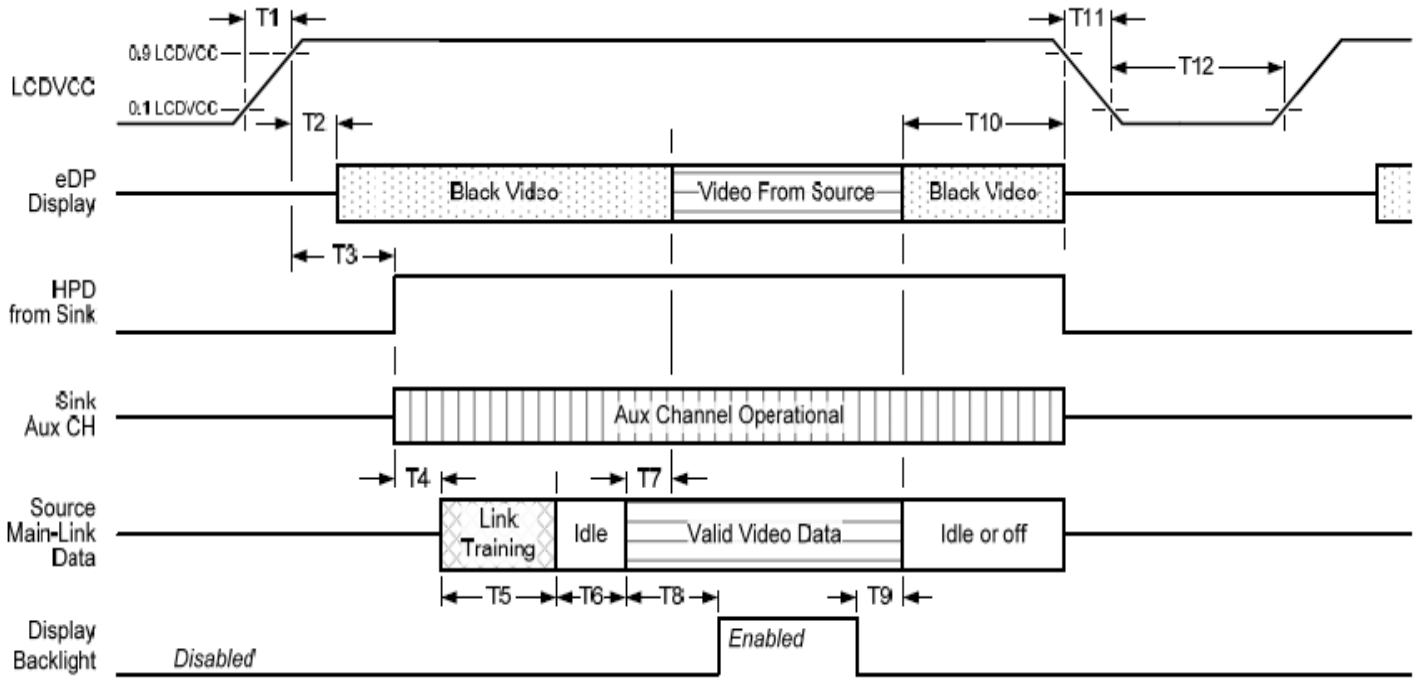 T1
T11
0.9 LCDVCC
LCDVCC
T12
0.1 LCDVCC
T2
T10
eDP
Display
Black Video
Video From Source
Black Video
T3
HPD
from Sink
Sink
Aux CH
Aux Channel Operational
T4
T7
Source
Main-Link
Data
Link
Training
Idle
Valid Video Data
Idle or off
T5
T6
T8
T9
Display
Backlight
Disabled
Enabled